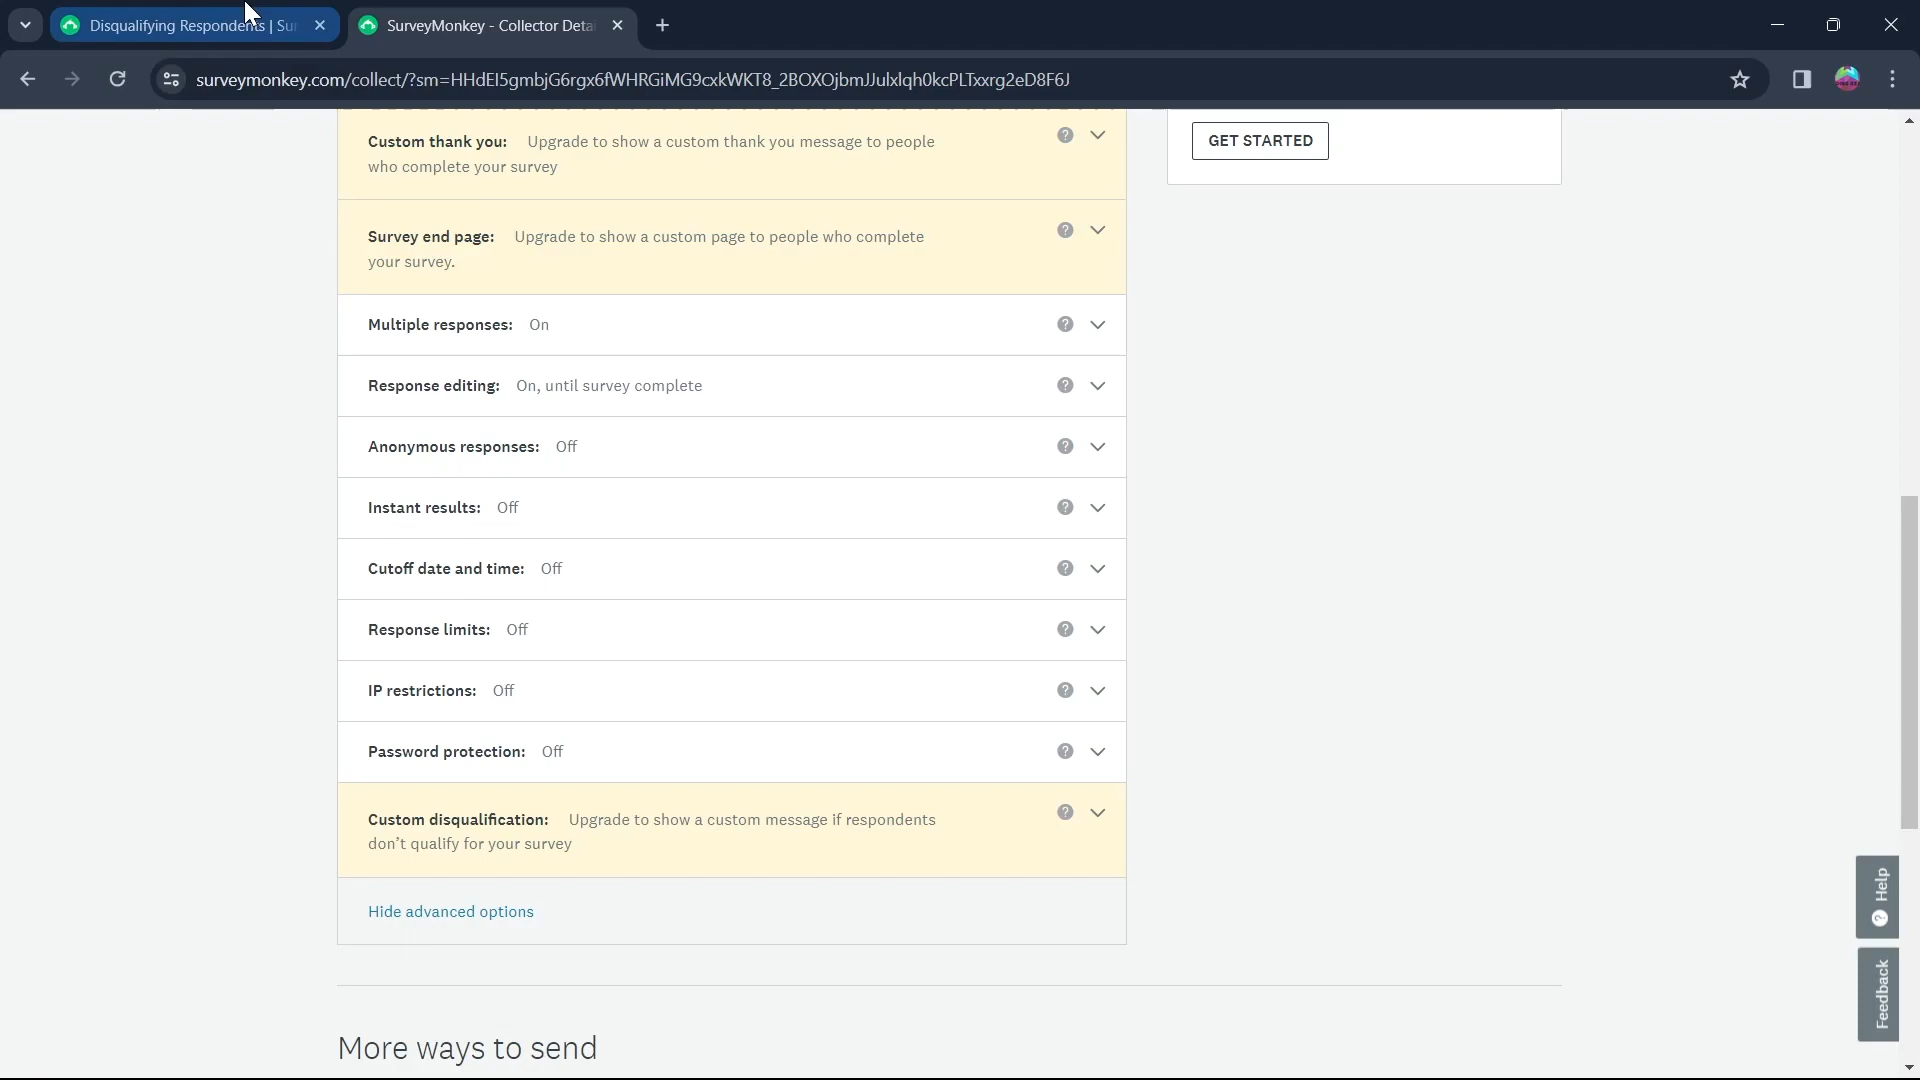 Disqualifying Respondents | Sur
SurveyMonkey - Collector Detai
surveymonkey.com/collect/?sm=HHdEI5gmbjG6rgx6fWHRGiMG9cxkWKT8_2BOXOjbmJJulxlqh0kcPLTxxrg2eD8F6J
Custom thank you: Upgrade to show a custom thank you message to people
who complete your survey
GET STARTED
Survey end page: Upgrade to show a custom page to people who complete
your survey.
Multiple responses: On
Response editing: On, until survey complete
Anonymous responses: Off
Instant results: Off
Cutoff date and time: Off
Response limits: Off
IP restrictions: Off
Password protection: Off
Custom disqualification: Upgrade to show a custom message if respondents
don't qualify for your survey
Hide advanced options
Help
Feedback
More ways to send